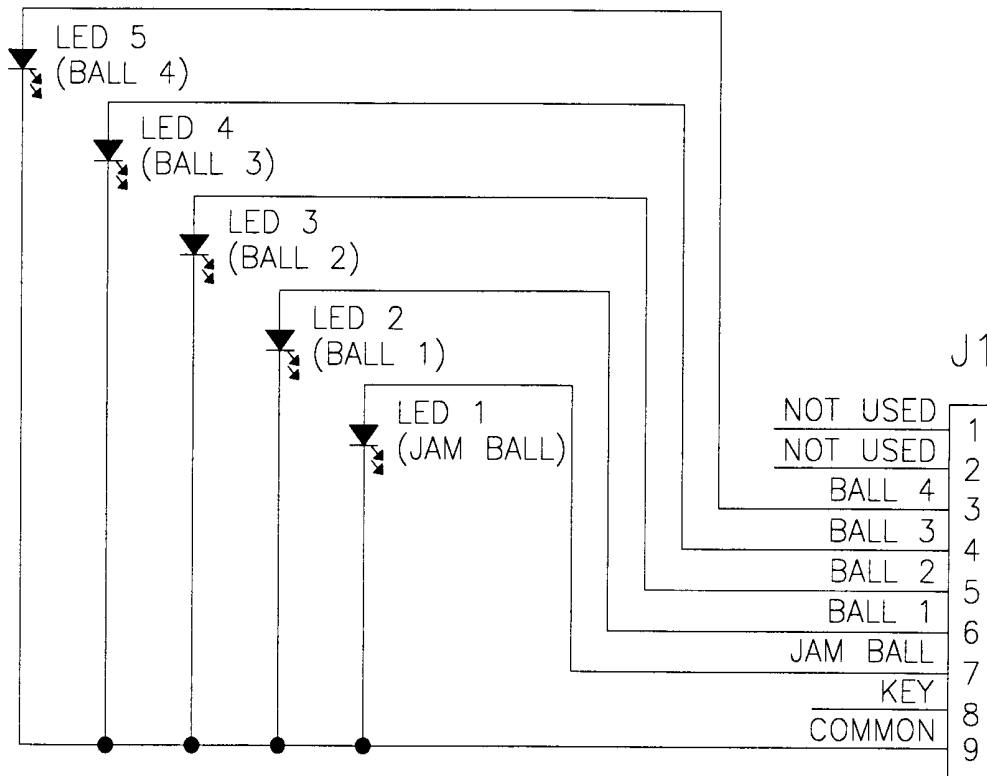 LED 5
(BALL 4)
LED 4
(BALL 3)
LED 3
(BALL 2)
LED 2
(BALL 1)
LED 1
(JAM BALL)
J1
NOT USED 1
NOT USED 2
BALL 4 3
BALL 3 4
BALL 2 5
BALL 1 6
JAM BALL 7
KEY 8
COMMON 9